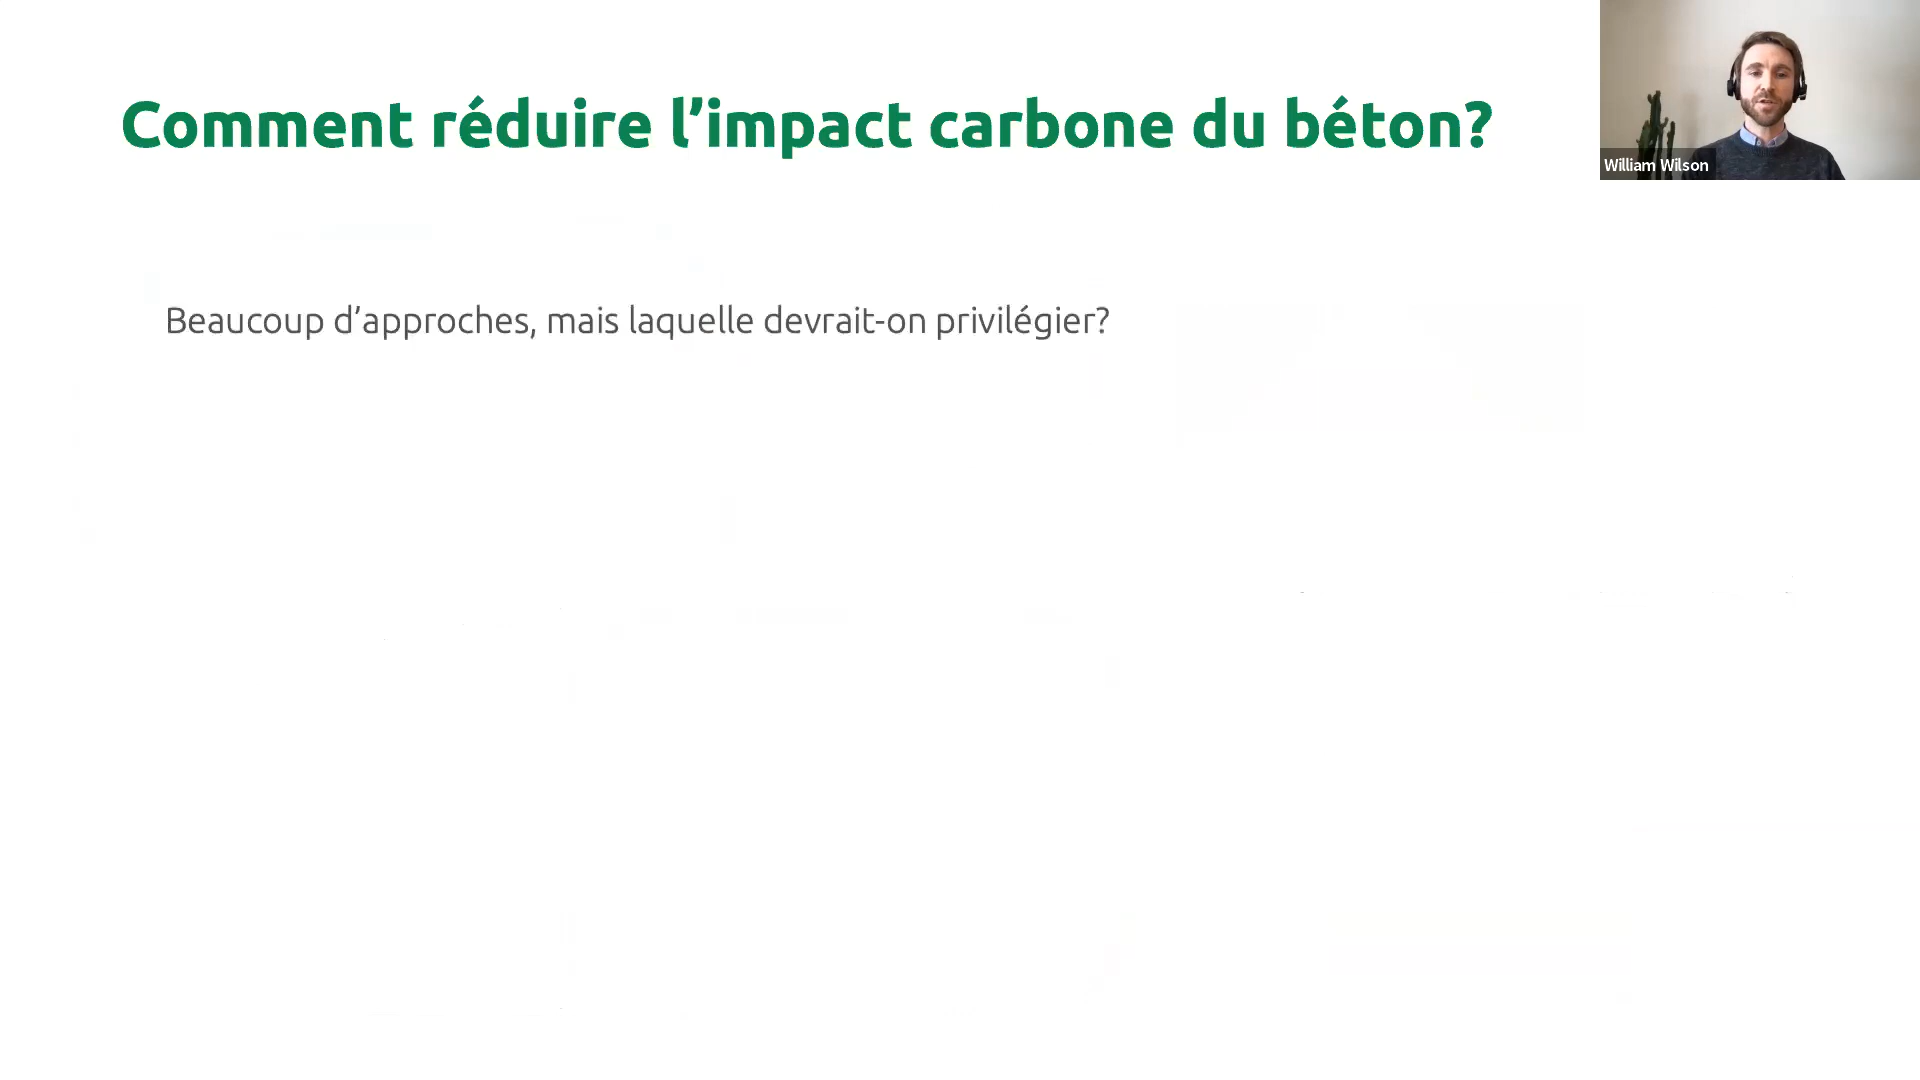 Comment réduire l’impact carbone du béton?
William Wilson
Beaucoup d’approches, mais laquelle devrait-on privilégier?